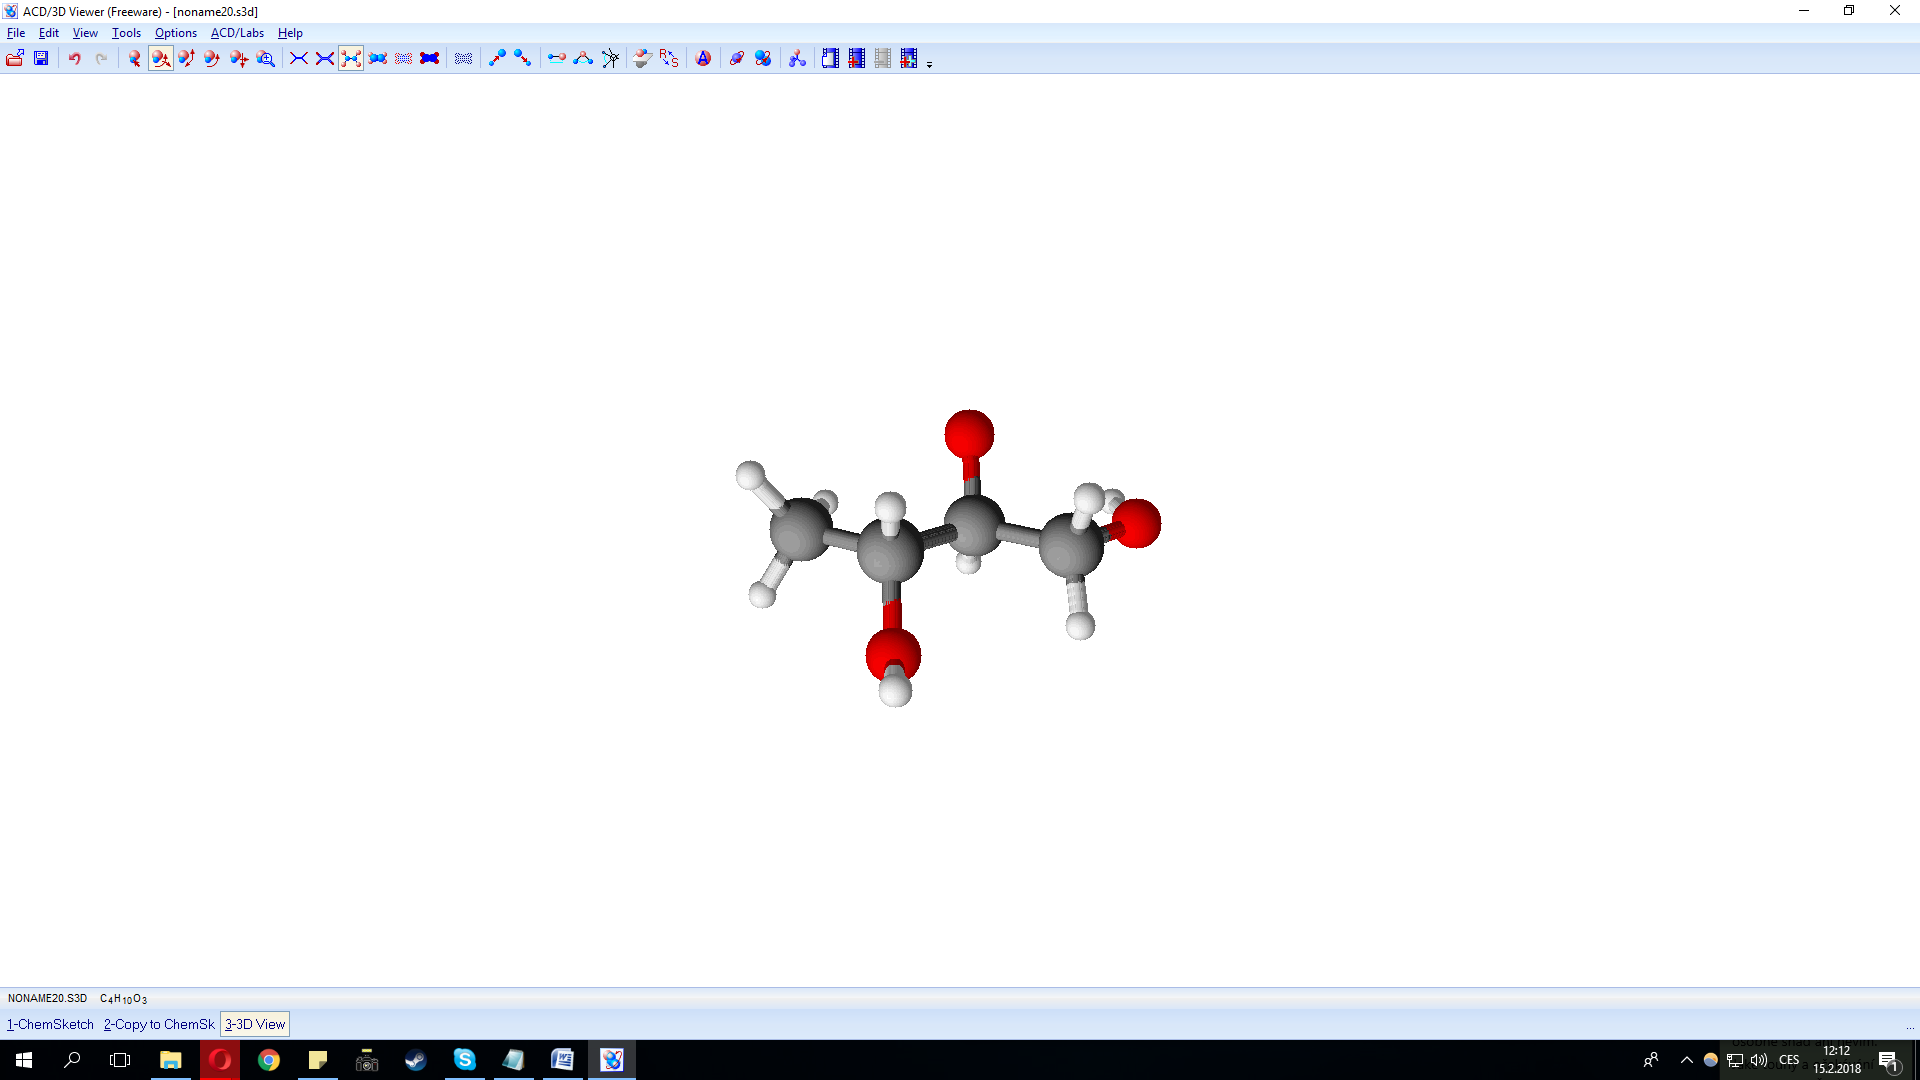 ACD/3D Viewer (Freeware) - [noname20.s3d]
File Edit View Tools Options ACD/Labs Help
NONAME20.S3D C4H10O3
1-ChemSketch 2-Copy to ChemSk 3-3D View
...
CES
12:12
15.2.2018
1